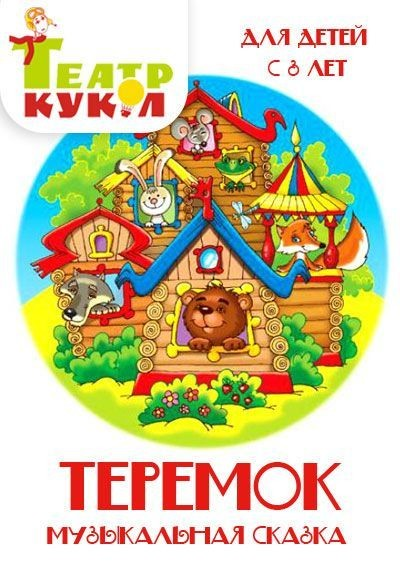 ТЕАТР
КУКОЛ
ДЛЯ ДЕТЕЙ
С 3 ЛЕТ
ТЕРЕМОК
МУЗЫКАЛЬНАЯ СКАЗКА